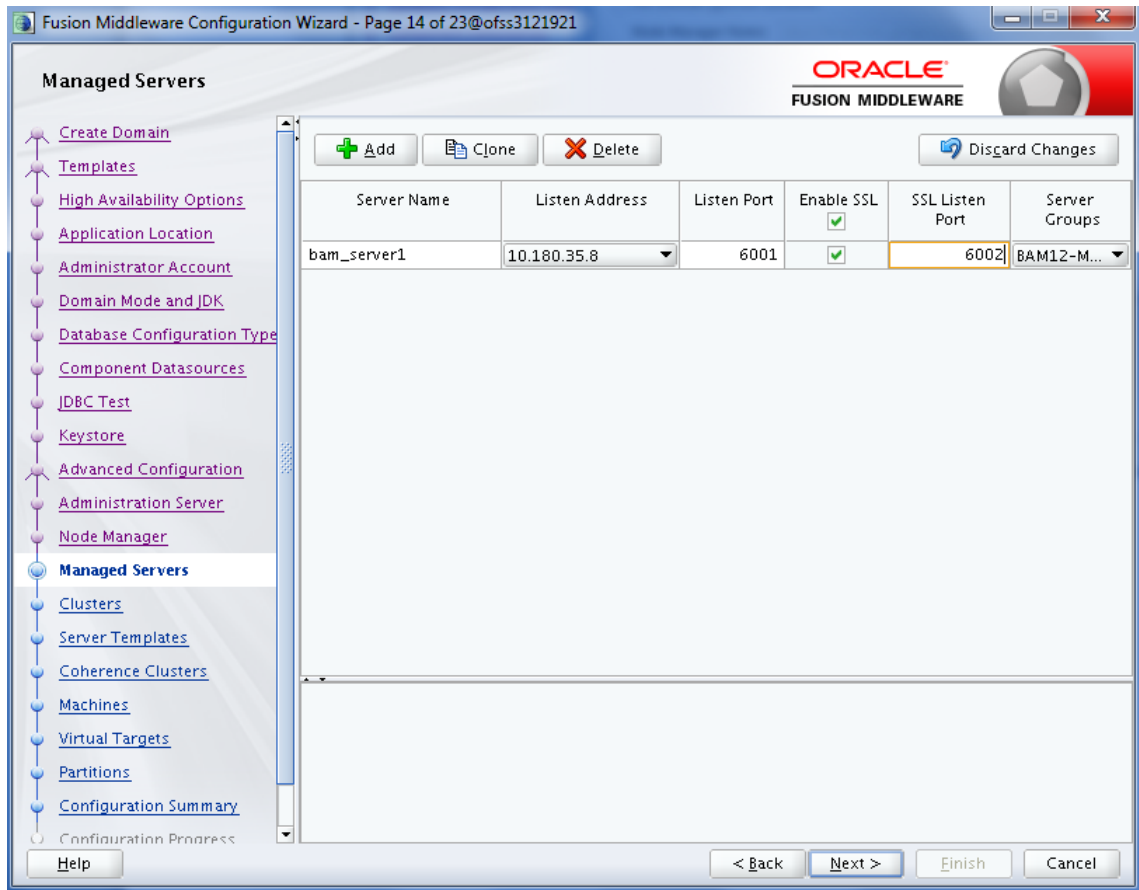 Fusion Middleware Configuration Wizard - Page 14 of 23@ofss3121921
Managed Servers
ORACLE
FUSION MIDDLEWARE
Create Domain
Templates
High Availability Options
Application Location
Administrator Account
Domain Mode and JDK
Database Configuration Type
Component Datasources
JDBC Test
Keystore
Advanced Configuration
Administration Server
Node Manager
Managed Servers
Clusters
Server Templates
Coherence Clusters
Machines
Virtual Targets
Partitions
Configuration Summary
Configuration Progress
Add Clone Delete Discard Changes
Server Name Listen Address Listen Port Enable SSL SSL Listen Port Server Groups
bam_server1 10.180.35.8 6001 6002 BAM12-M...
Help < Back Next > Finish Cancel